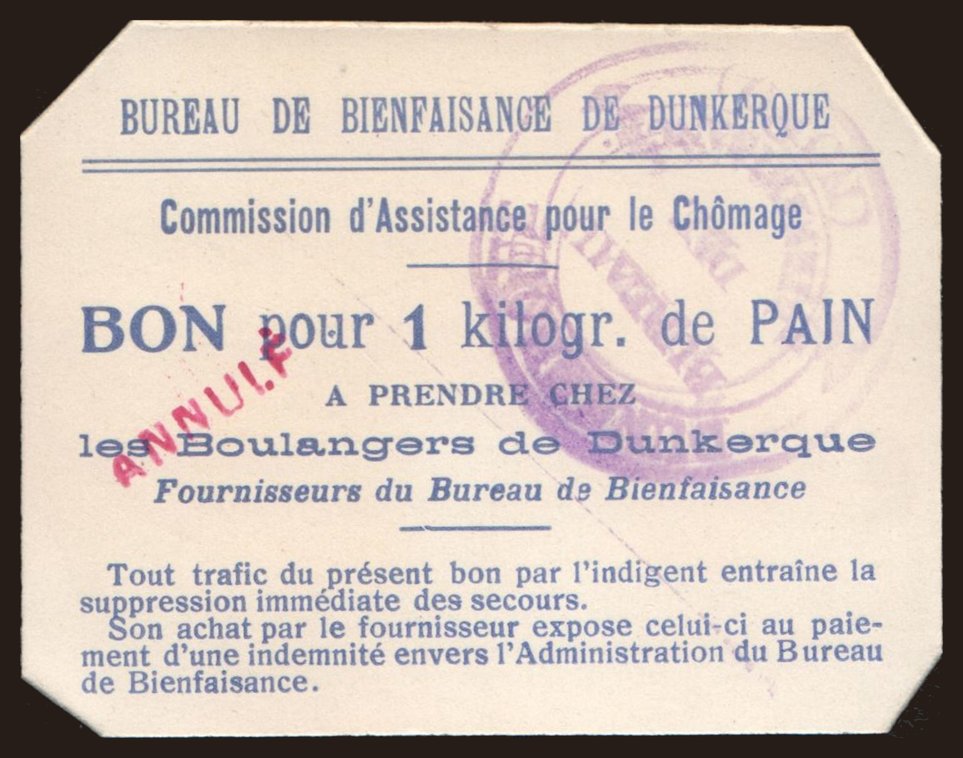 BUREAU DE BIENFAISANCE DE DUNKERQUE
Commission d'Assistance pour le Chômage
BON pour 1 kilogr. de PAIN
A PRENDRE CHEZ
les Boulangers de Dunkerque
Fournisseurs du Bureau de Bienfaisance
ANNULÉ
Tout trafic du présent bon par l'indigent entraîne la
suppression immédiate des secours.
Son achat par le fournisseur expose celui-ci au paie-
ment d'une indemnité envers l'Administration du Bureau
de Bienfaisance.
BUREAU
DE